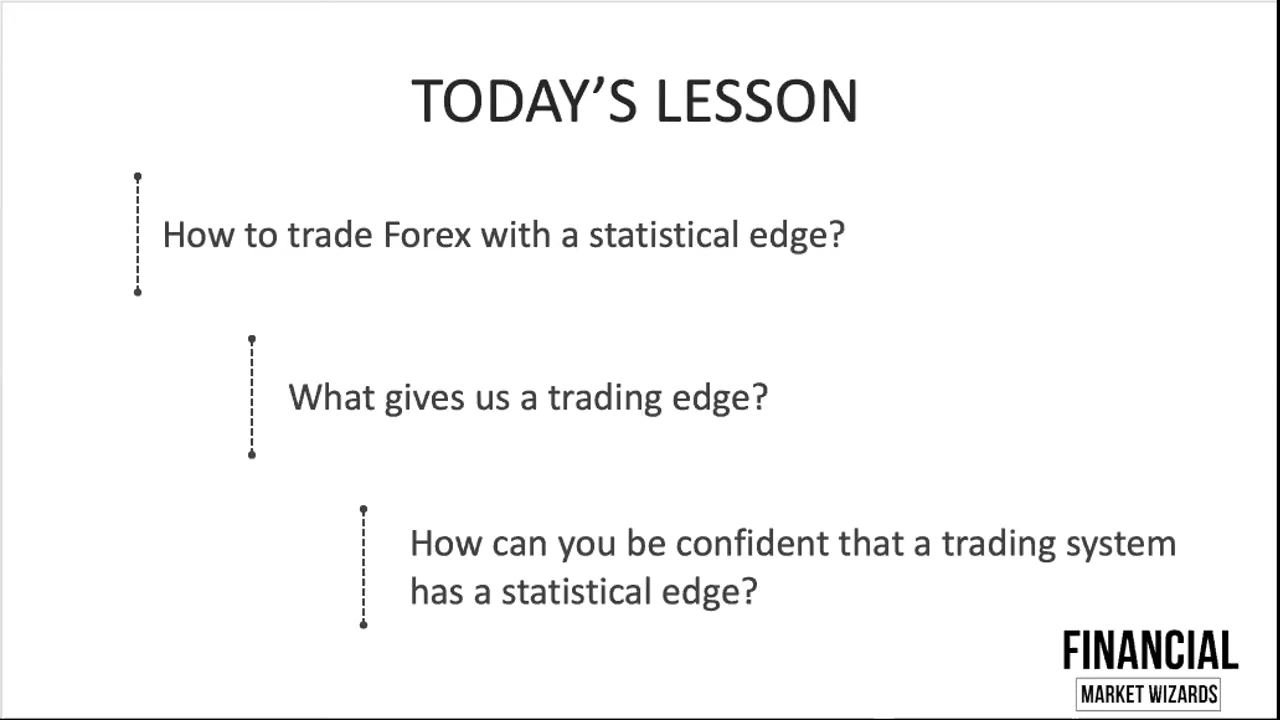 TODAY’S LESSON
How to trade Forex with a statistical edge?
What gives us a trading edge?
How can you be confident that a trading system
has a statistical edge?
FINANCIAL
MARKET WIZARDS